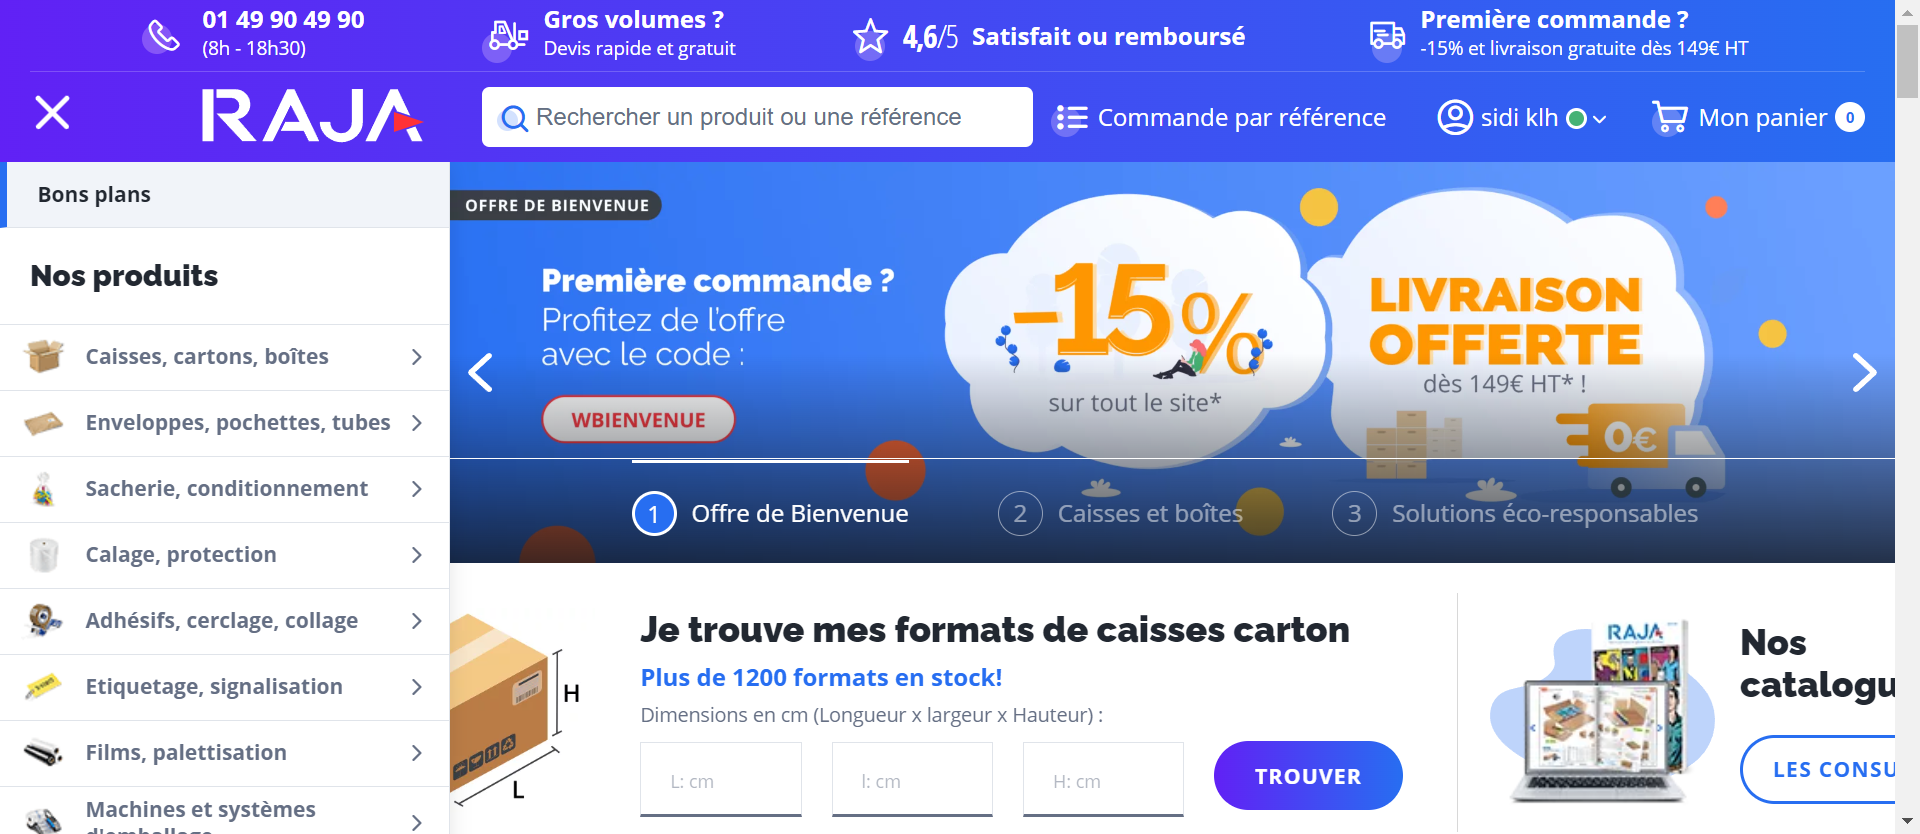 01 49 90 49 90
(8h - 18h30)
Gros volumes ?
Devis rapide et gratuit
4,6/5 Satisfait ou remboursé
Première commande ?
-15% et livraison gratuite dès 149€ HT
RAJA
Rechercher un produit ou une référence
Commande par référence
sidi klh
Mon panier 0
Bons plans
Nos produits
Caisses, cartons, boîtes
Enveloppes, pochettes, tubes
Sacherie, conditionnement
Calage, protection
Adhésifs, cerclage, collage
Etiquetage, signalisation
Films, palettisation
Machines et systèmes
d'emballage
OFFRE DE BIENVENUE
Première commande ?
Profitez de l'offre
avec le code :
WBIENVENUE
-15%
sur tout le site*
LIVRAISON
OFFERTE
dès 149€ HT* !
0€
1 Offre de Bienvenue
2 Caisses et boîtes
3 Solutions éco-responsables
H
L
Je trouve mes formats de caisses carton
Plus de 1200 formats en stock!
Dimensions en cm (Longueur x largeur x Hauteur) :
L: cm
l: cm
H: cm
TROUVER
RAJA
Nos
catalogu
LES CONSU